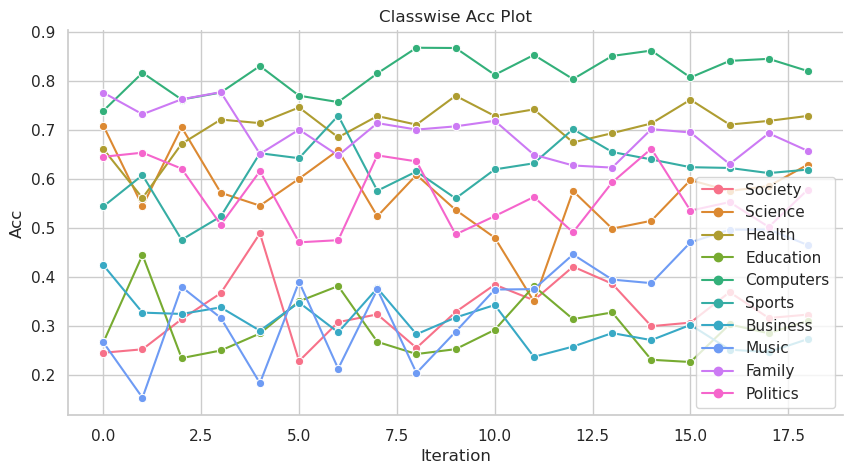 Classwise Acc Plot
0.9
0.8
0.7
0.6
0.5
0.4
0.3
0.2
Acc
0.0
2.5
5.0
7.5
10.0
12.5
15.0
17.5
Iteration
Society
Science
Health
Education
Computers
Sports
Business
Music
Family
Politics